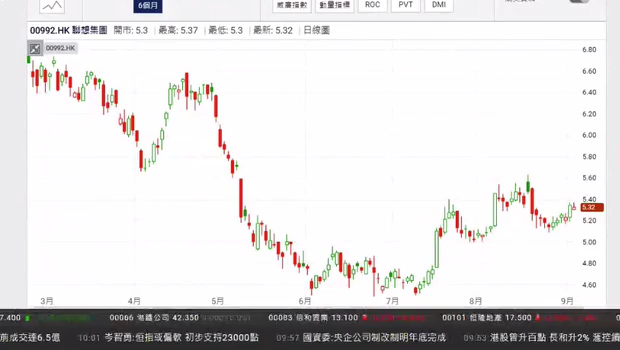 6個月
威廉指數 動量指標 ROC PVT DMI
00992.HK 聯想集團 開市: 5.3 最高: 5.37 最低: 5.3 最新: 5.32 日線圖
00992.HK
6.80
6.60
6.40
6.20
6.00
5.80
5.60
5.40
5.32
5.20
5.00
4.80
4.60
3月 4月 5月 6月 7月 8月 9月
7.400 00066 港鐵公司 42.350 00083 信和置業 13.100 00101 恒隆地產 17.500
前成交達6.5億 10:01 岑智勇:恒指或偏軟 初步支持23000點 09:57 國資委:央企公司制改制明年底完成 09:53 港股曾升百點 長和升2% 滙控